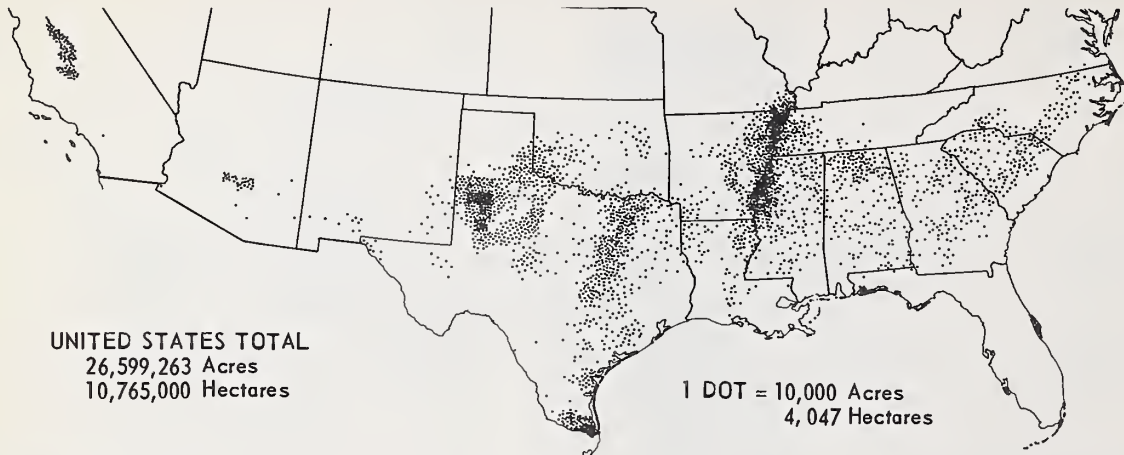 UNITED STATES TOTAL
26,599,263 Acres
10,765,000 Hectares
1 DOT = 10,000 Acres
4,047 Hectares